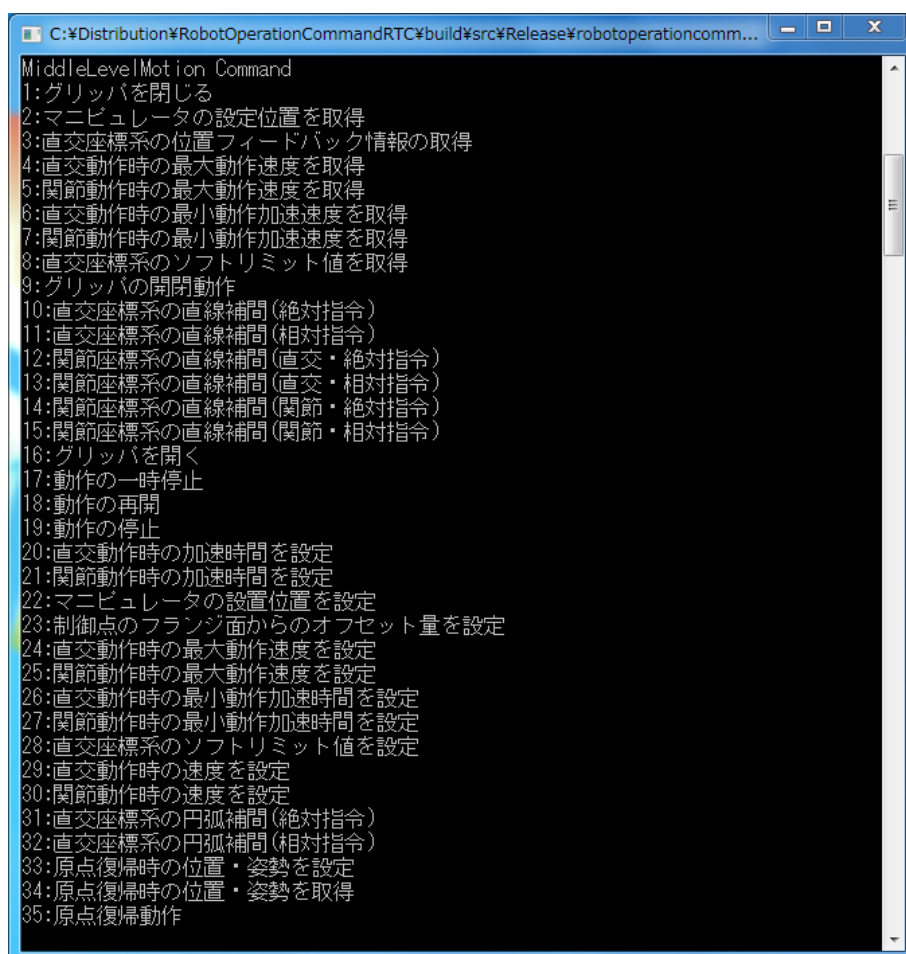 C:¥Distribution¥RobotOperationCommandRTC¥build¥src¥Release¥robotoperationcomm...
MiddleLevelMotion Command
1:グリッパを閉じる
2:マニピュレータの設定位置を取得
3:直交座標系の位置フィードバック情報の取得
4:直交動作時の最大動作速度を取得
5:関節動作時の最大動作速度を取得
6:直交動作時の最小動作加速速度を取得
7:関節動作時の最小動作加速速度を取得
8:直交座標系のソフトリミット値を取得
9:グリッパの開閉動作
10:直交座標系の直線補間(絶対指令)
11:直交座標系の直線補間(相対指令)
12:関節座標系の直線補間(直交・絶対指令)
13:関節座標系の直線補間(直交・相対指令)
14:関節座標系の直線補間(関節・絶対指令)
15:関節座標系の直線補間(関節・相対指令)
16:グリッパを開く
17:動作の一時停止
18:動作の再開
19:動作の停止
20:直交動作時の加速時間を設定
21:関節動作時の加速時間を設定
22:マニピュレータの設置位置を設定
23:制御点のフランジ面からのオフセット量を設定
24:直交動作時の最大動作速度を設定
25:関節動作時の最大動作速度を設定
26:直交動作時の最小動作加速時間を設定
27:関節動作時の最小動作加速時間を設定
28:直交座標系のソフトリミット値を設定
29:直交動作時の速度を設定
30:関節動作時の速度を設定
31:直交座標系の円弧補間(絶対指令)
32:直交座標系の円弧補間(相対指令)
33:原点復帰時の位置・姿勢を設定
34:原点復帰時の位置・姿勢を取得
35:原点復帰動作